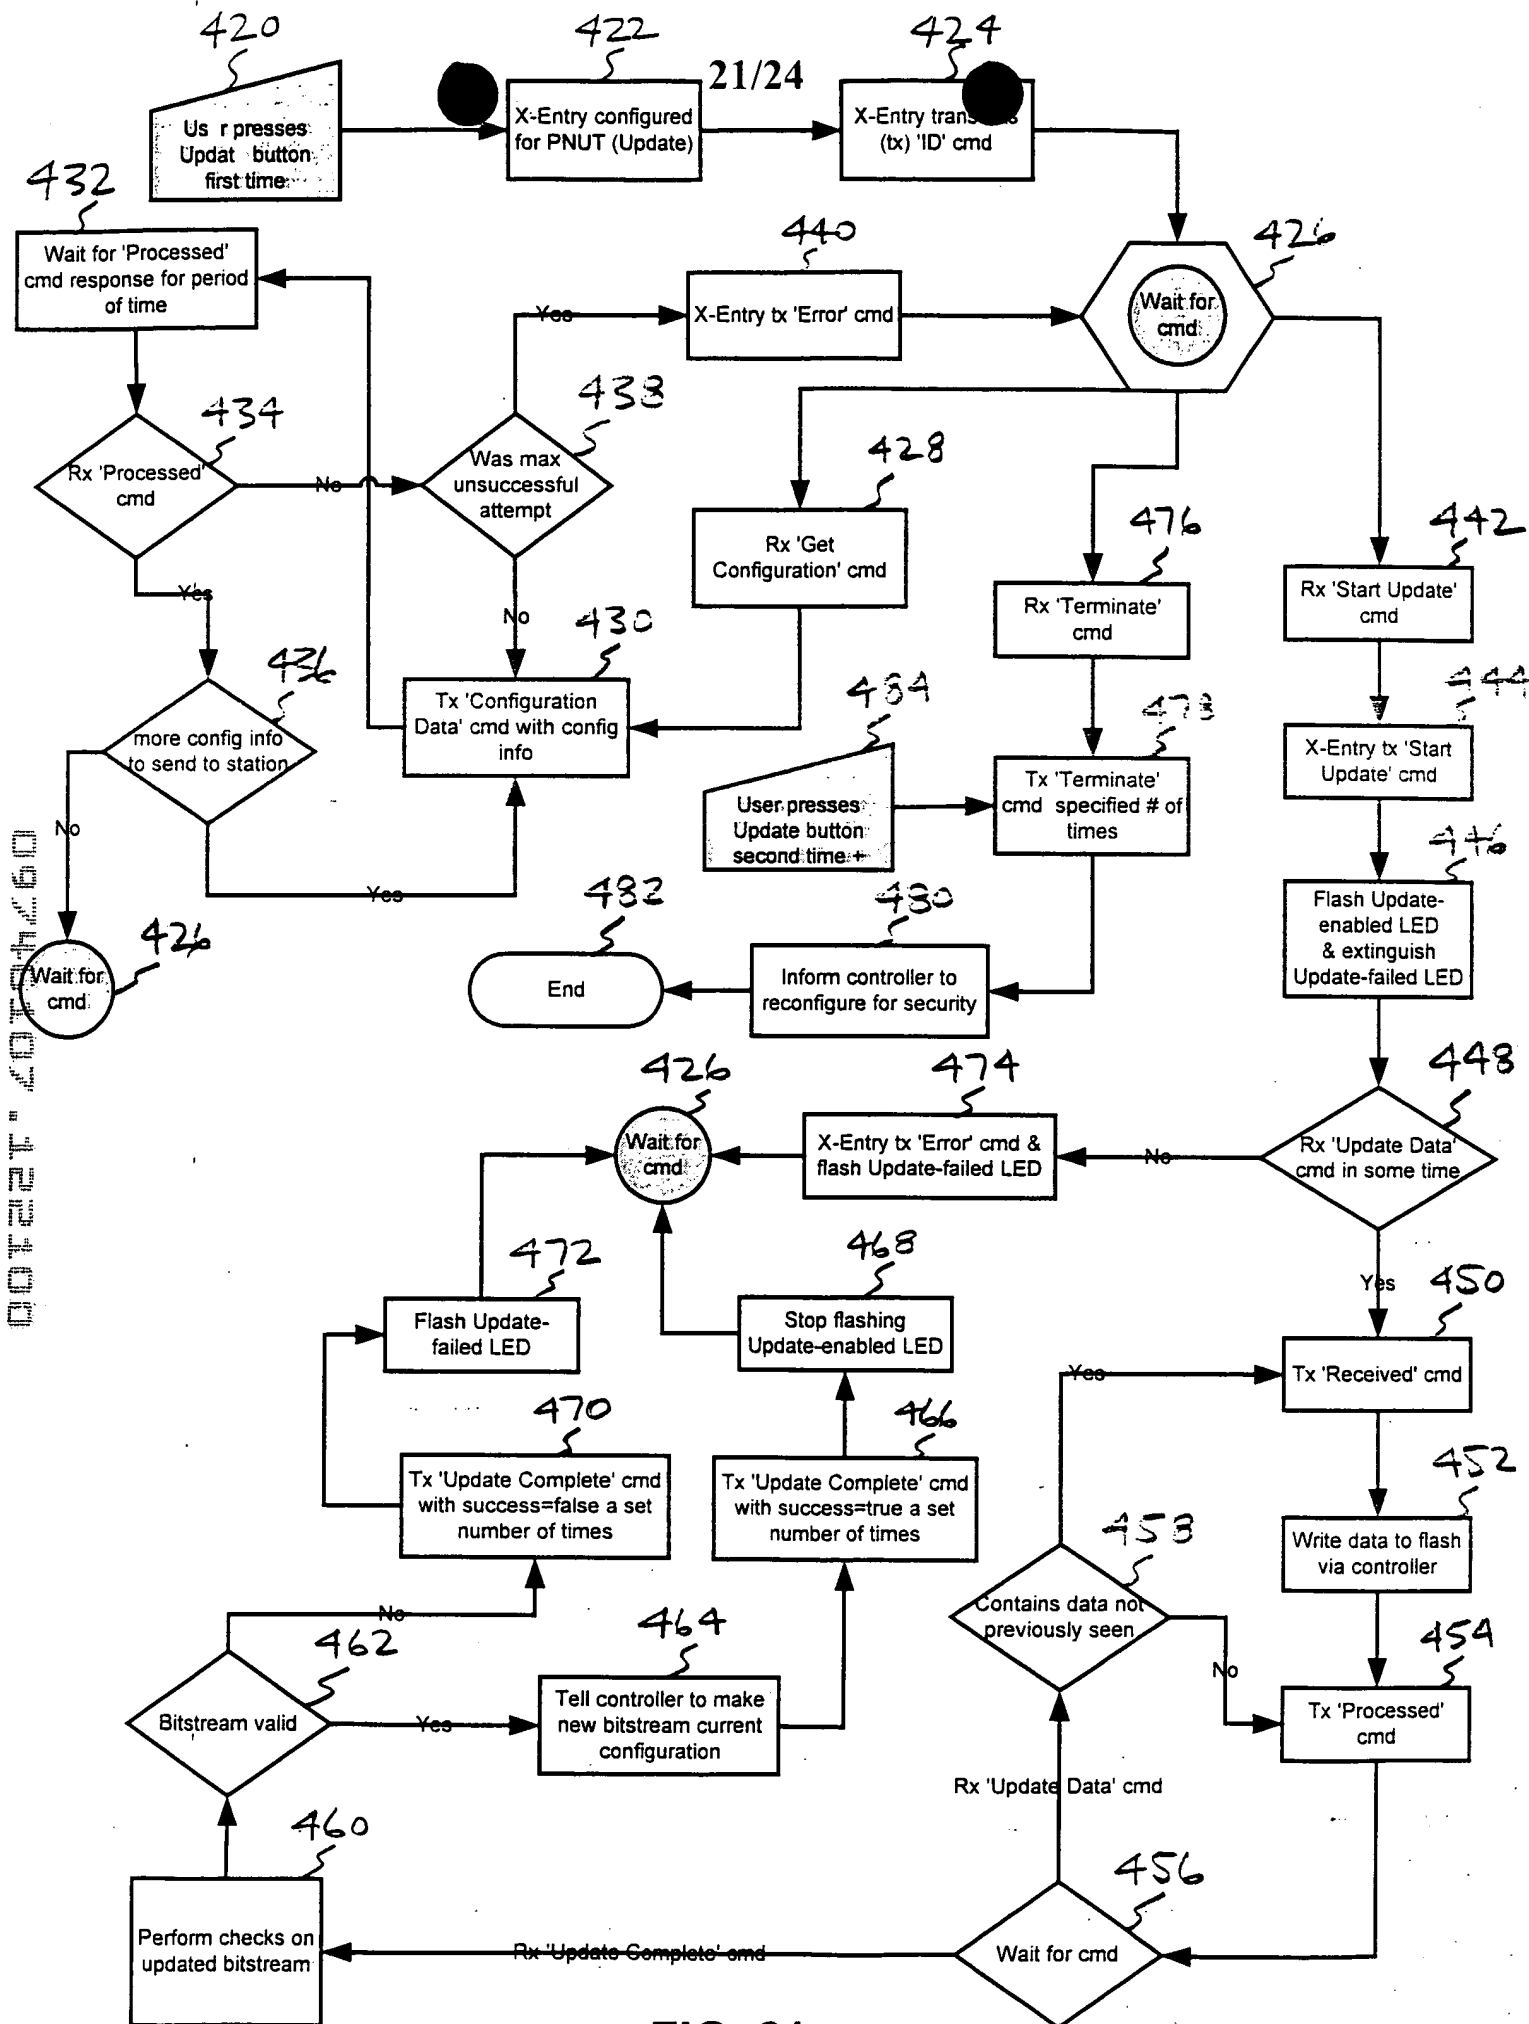 420
422
424
21/24
Us r presses
Updat button
first time
X-Entry configured
for PNUT (Update)
X-Entry
(tx) 'ID' cmd
432
Wait for 'Processed'
cmd response for period
of time
440
X-Entry tx 'Error' cmd
Yes
426
Wait for
cmd
434
Rx 'Processed'
cmd
No
438
Was max
unsuccessful
attempt
428
Rx 'Get
Configuration' cmd
476
Rx 'Terminate'
cmd
442
Rx 'Start Update'
cmd
Yes
No
436
more config info
to send to station
430
Tx 'Configuration
Data' cmd with config
info
484
User presses
Update button
second time +
478
Tx 'Terminate'
cmd specified # of
times
444
X-Entry tx 'Start
Update' cmd
No
Yes
446
Flash Update-
enabled LED
& extinguish
Update-failed LED
426
Wait for
cmd
482
End
480
Inform controller to
reconfigure for security
426
Wait for
cmd
474
X-Entry tx 'Error' cmd &
flash Update-failed LED
No
448
Rx 'Update Data'
cmd in some time
Yes
472
Flash Update-
failed LED
468
Stop flashing
Update-enabled LED
450
Tx 'Received' cmd
Yes
470
Tx 'Update Complete' cmd
with success=false a set
number of times
466
Tx 'Update Complete' cmd
with success=true a set
number of times
452
Write data to flash
via controller
458
Contains data not
previously seen
No
No
462
Bitstream valid
Yes
464
Tell controller to make
new bitstream current
configuration
454
Tx 'Processed'
cmd
Rx 'Update Data' cmd
460
Perform checks on
updated bitstream
Rx 'Update Complete' cmd
456
Wait for cmd